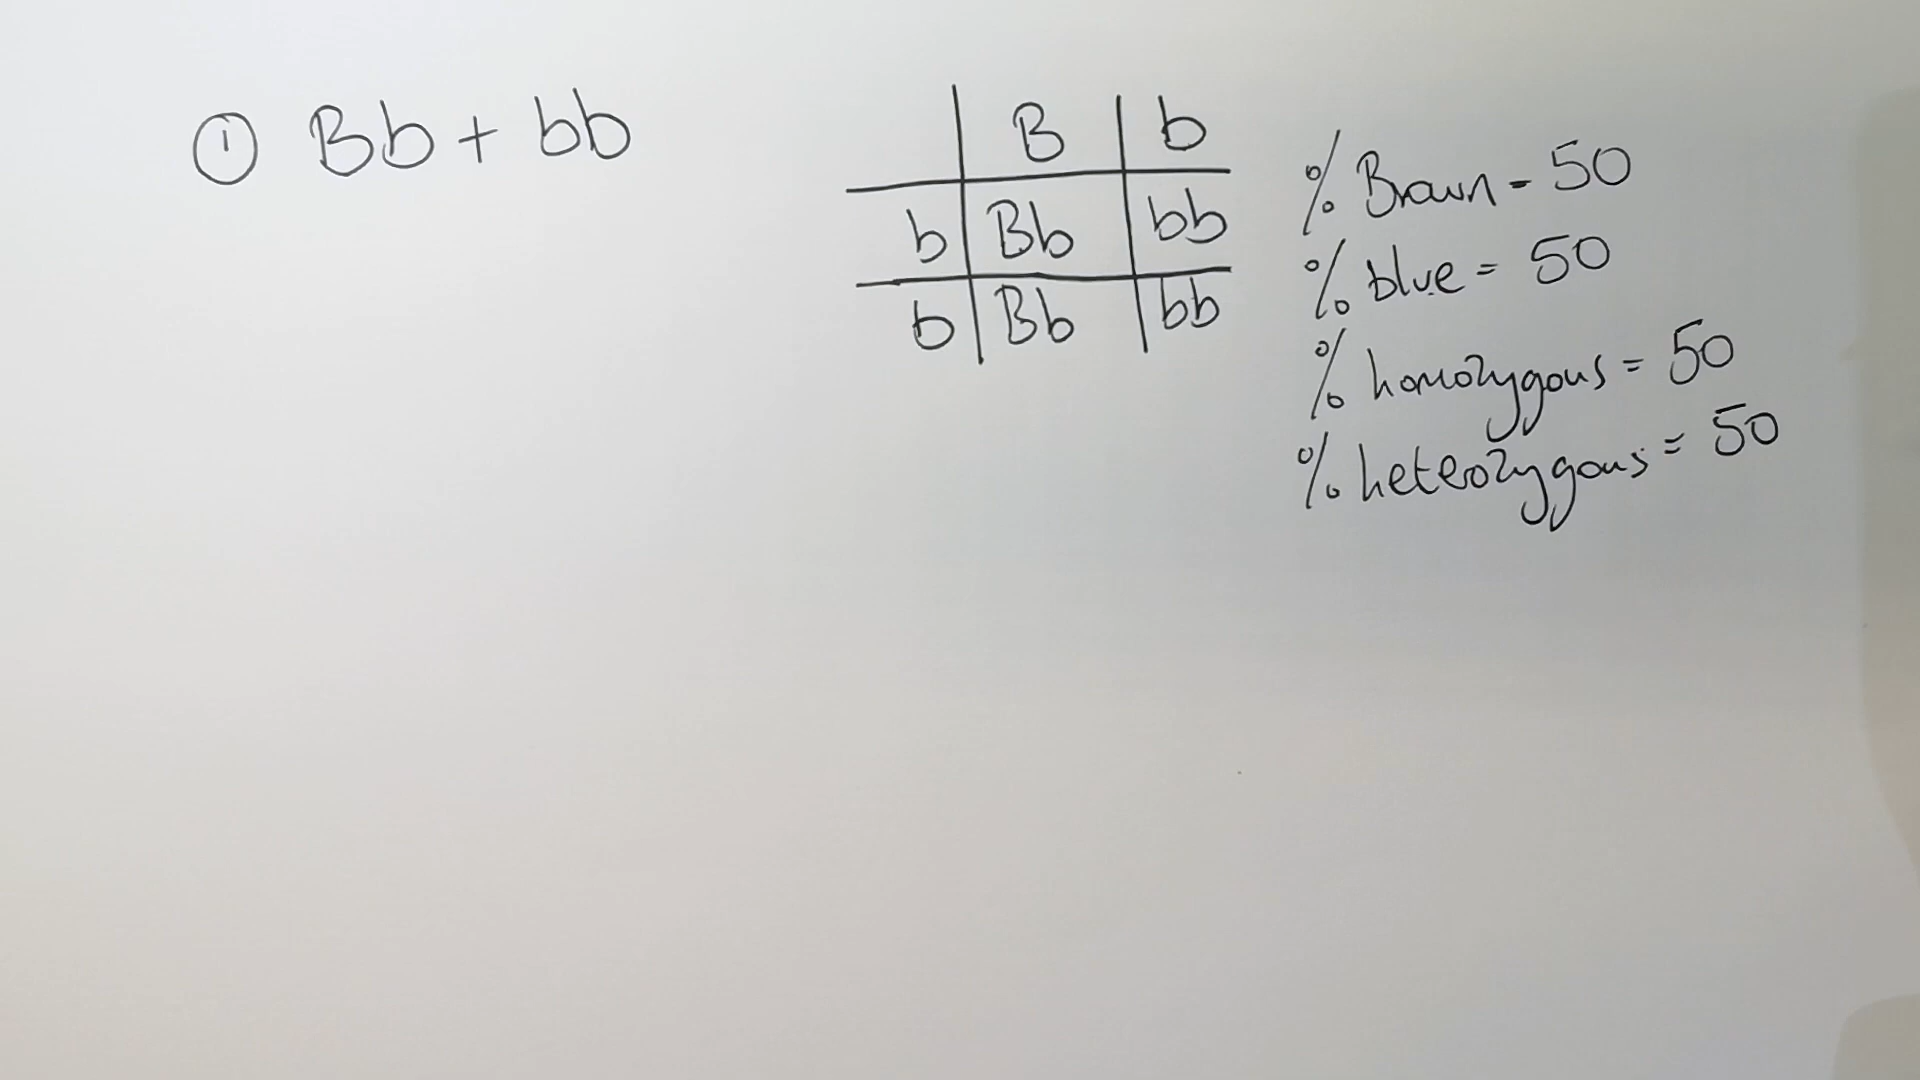 ① Bb + bb
B b
b Bb bb
b Bb bb
% Brown = 50
% blue = 50
% homozygous = 50
% heterozygous = 50